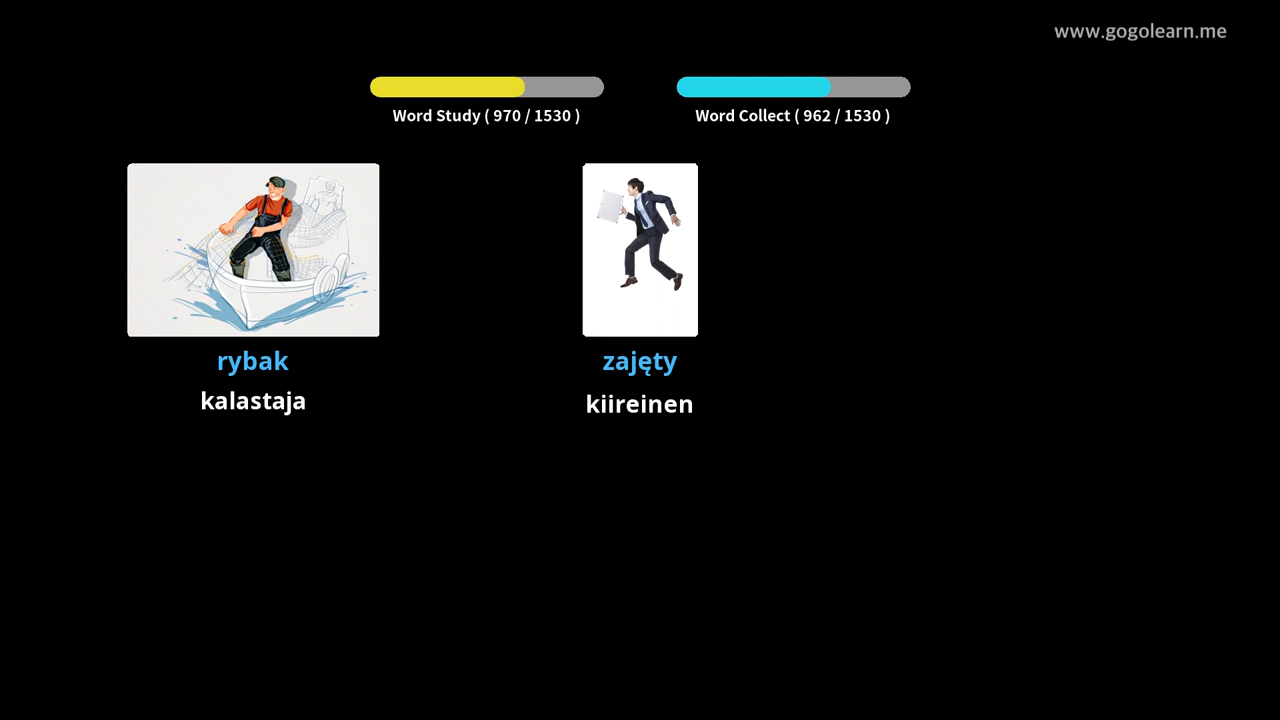 www.gogolearn.me
Word Study ( 970 / 1530 )
Word Collect ( 962 / 1530 )
rybak
kalastaja
zajęty
kiireinen